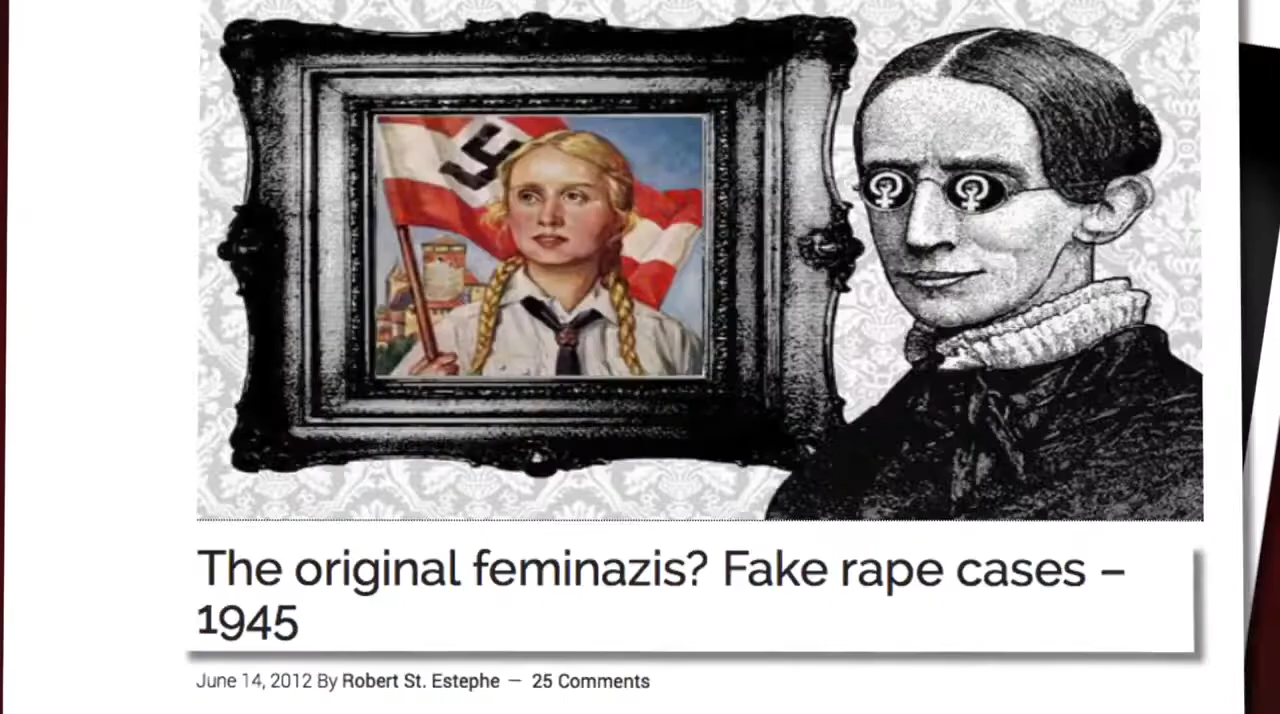 The original feminazis? Fake rape cases –
1945
June 14, 2012 By Robert St. Estephe — 25 Comments